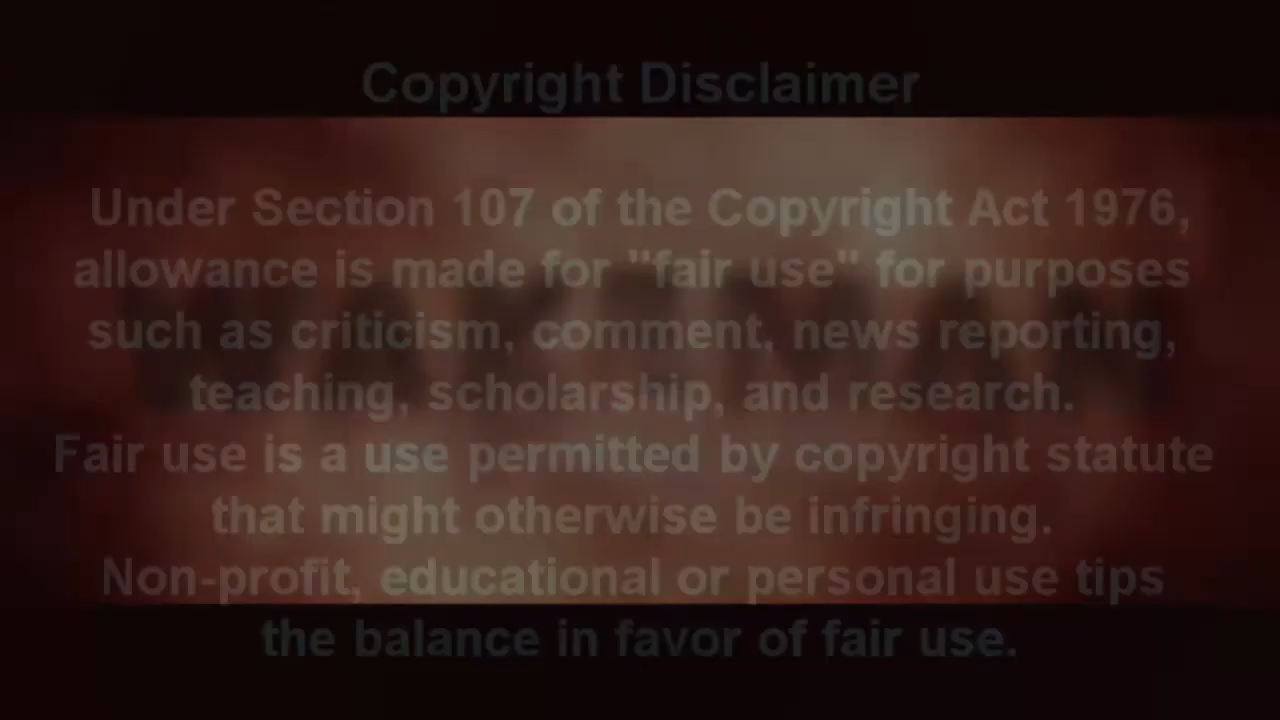 Copyright Disclaimer
Under Section 107 of the Copyright Act 1976,
allowance is made for "fair use" for purposes
such as criticism, comment, news reporting,
teaching, scholarship, and research.
Fair use is a use permitted by copyright statute
that might otherwise be infringing.
Non-profit, educational or personal use tips
the balance in favor of fair use.
WAKEMAN